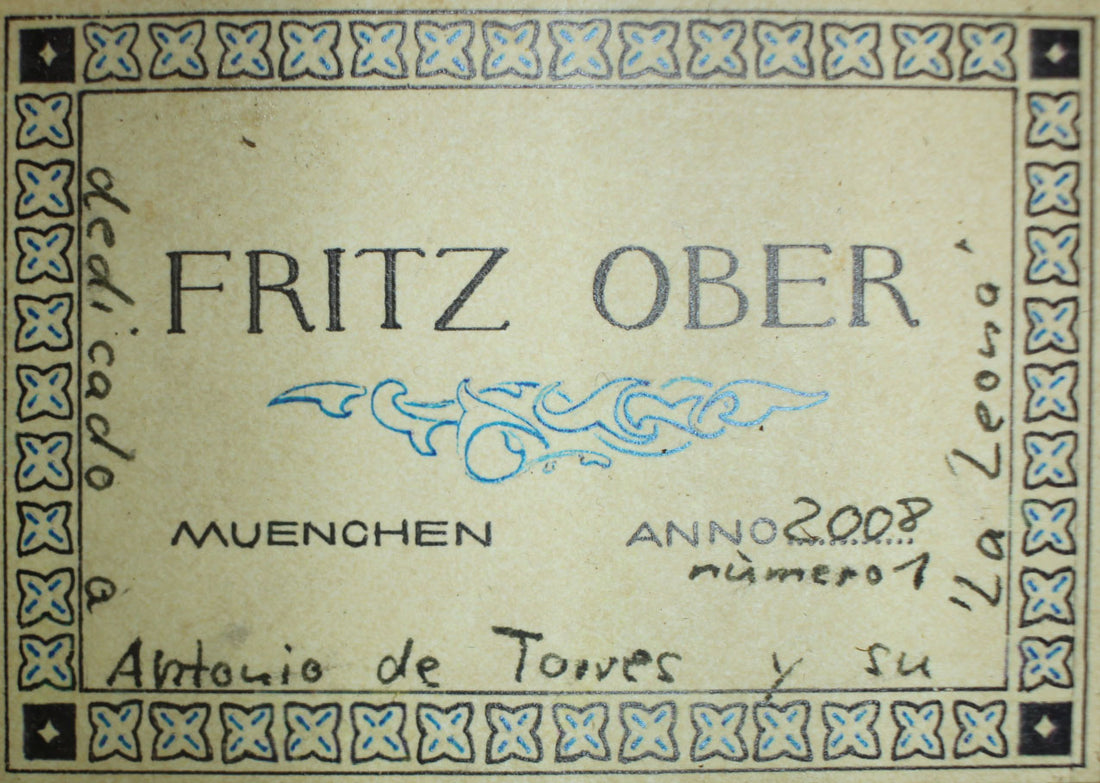 FRITZ OBER
MUENCHEN
ANNO 2008
número 1
dedicado a
Antonio de Torres y su
"La Leona"